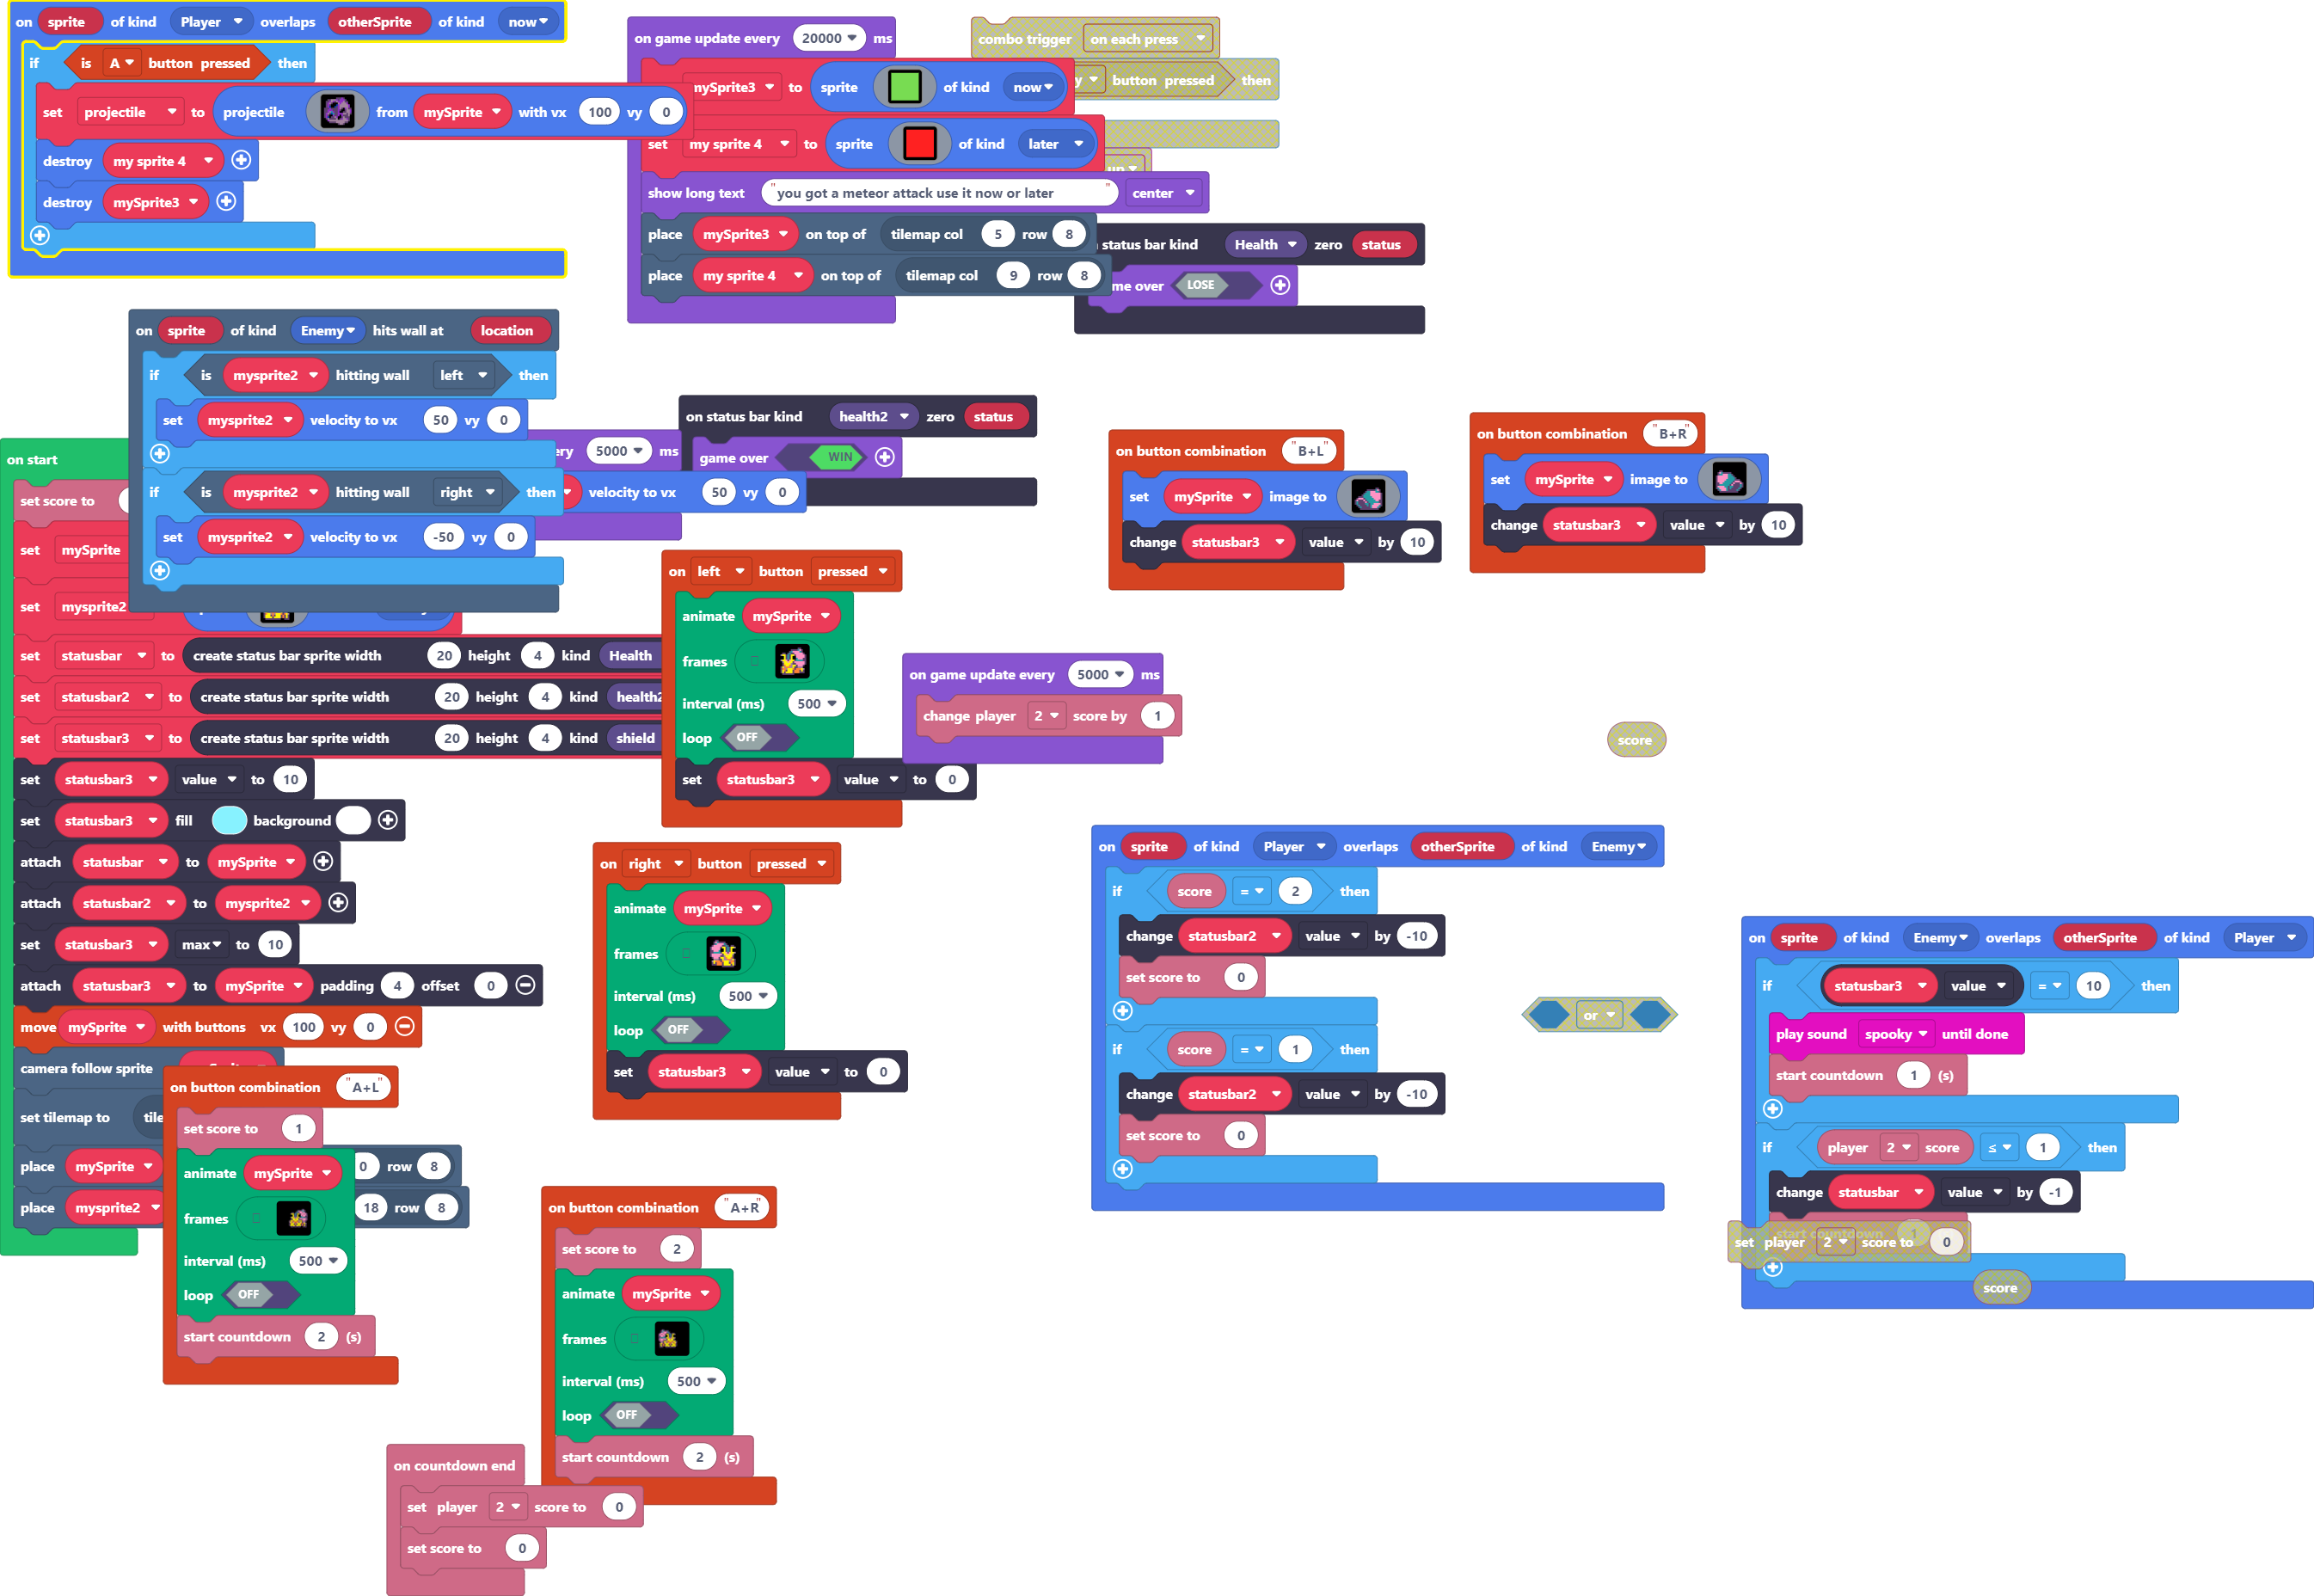 on sprite of kind Player overlaps otherSprite of kind now
if is A button pressed then
set projectile to projectile from mySprite with vx 100 vy 0
destroy my sprite 4
destroy mySprite3
on game update every 20000 ms
mySprite3 to sprite of kind now
set my sprite 4 to sprite of kind later
show long text "you got a meteor attack use it now or later" center
place mySprite3 on top of tilemap col 5 row 8
place my sprite 4 on top of tilemap col 9 row 8
combo trigger on each press
button pressed then
up
status bar kind Health zero status
me over LOSE
on sprite of kind Enemy hits wall at location
if is mysprite2 hitting wall left then
set mysprite2 velocity to vx 50 vy 0
if is mysprite2 hitting wall right then
set mysprite2 velocity to vx -50 vy 0
ery 5000 ms
velocity to vx 50 vy 0
on status bar kind health2 zero status
game over WIN
on button combination "B+L"
set mySprite image to
change statusbar3 value by 10
on button combination "B+R"
set mySprite image to
change statusbar3 value by 10
on start
set score to
set mySprite
set mysprite2
set statusbar to create status bar sprite width 20 height 4 kind Health
set statusbar2 to create status bar sprite width 20 height 4 kind health2
set statusbar3 to create status bar sprite width 20 height 4 kind shield
set statusbar3 value to 10
set statusbar3 fill background
attach statusbar to mySprite
attach statusbar2 to mysprite2
set statusbar3 max to 10
attach statusbar3 to mySprite padding 4 offset 0
move mySprite with buttons vx 100 vy 0
camera follow sprite
set tilemap to tile
place mySprite 0 row 8
place mysprite2 18 row 8
on left button pressed
animate mySprite
frames
interval (ms) 500
loop OFF
set statusbar3 value to 0
on right button pressed
animate mySprite
frames
interval (ms) 500
loop OFF
set statusbar3 value to 0
on game update every 5000 ms
change player 2 score by 1
score
on sprite of kind Player overlaps otherSprite of kind Enemy
if score = 2 then
change statusbar2 value by -10
set score to 0
if score = 1 then
change statusbar2 value by -10
set score to 0
or
on sprite of kind Enemy overlaps otherSprite of kind Player
if statusbar3 value = 10 then
play sound spooky until done
start countdown 1 (s)
if player 2 score ≤ 1 then
change statusbar value by -1
start countdown 1
set player 2 score to 0
score
on button combination "A+L"
set score to 1
animate mySprite
frames
interval (ms) 500
loop OFF
start countdown 2 (s)
on button combination "A+R"
set score to 2
animate mySprite
frames
interval (ms) 500
loop OFF
start countdown 2 (s)
on countdown end
set player 2 score to 0
set score to 0